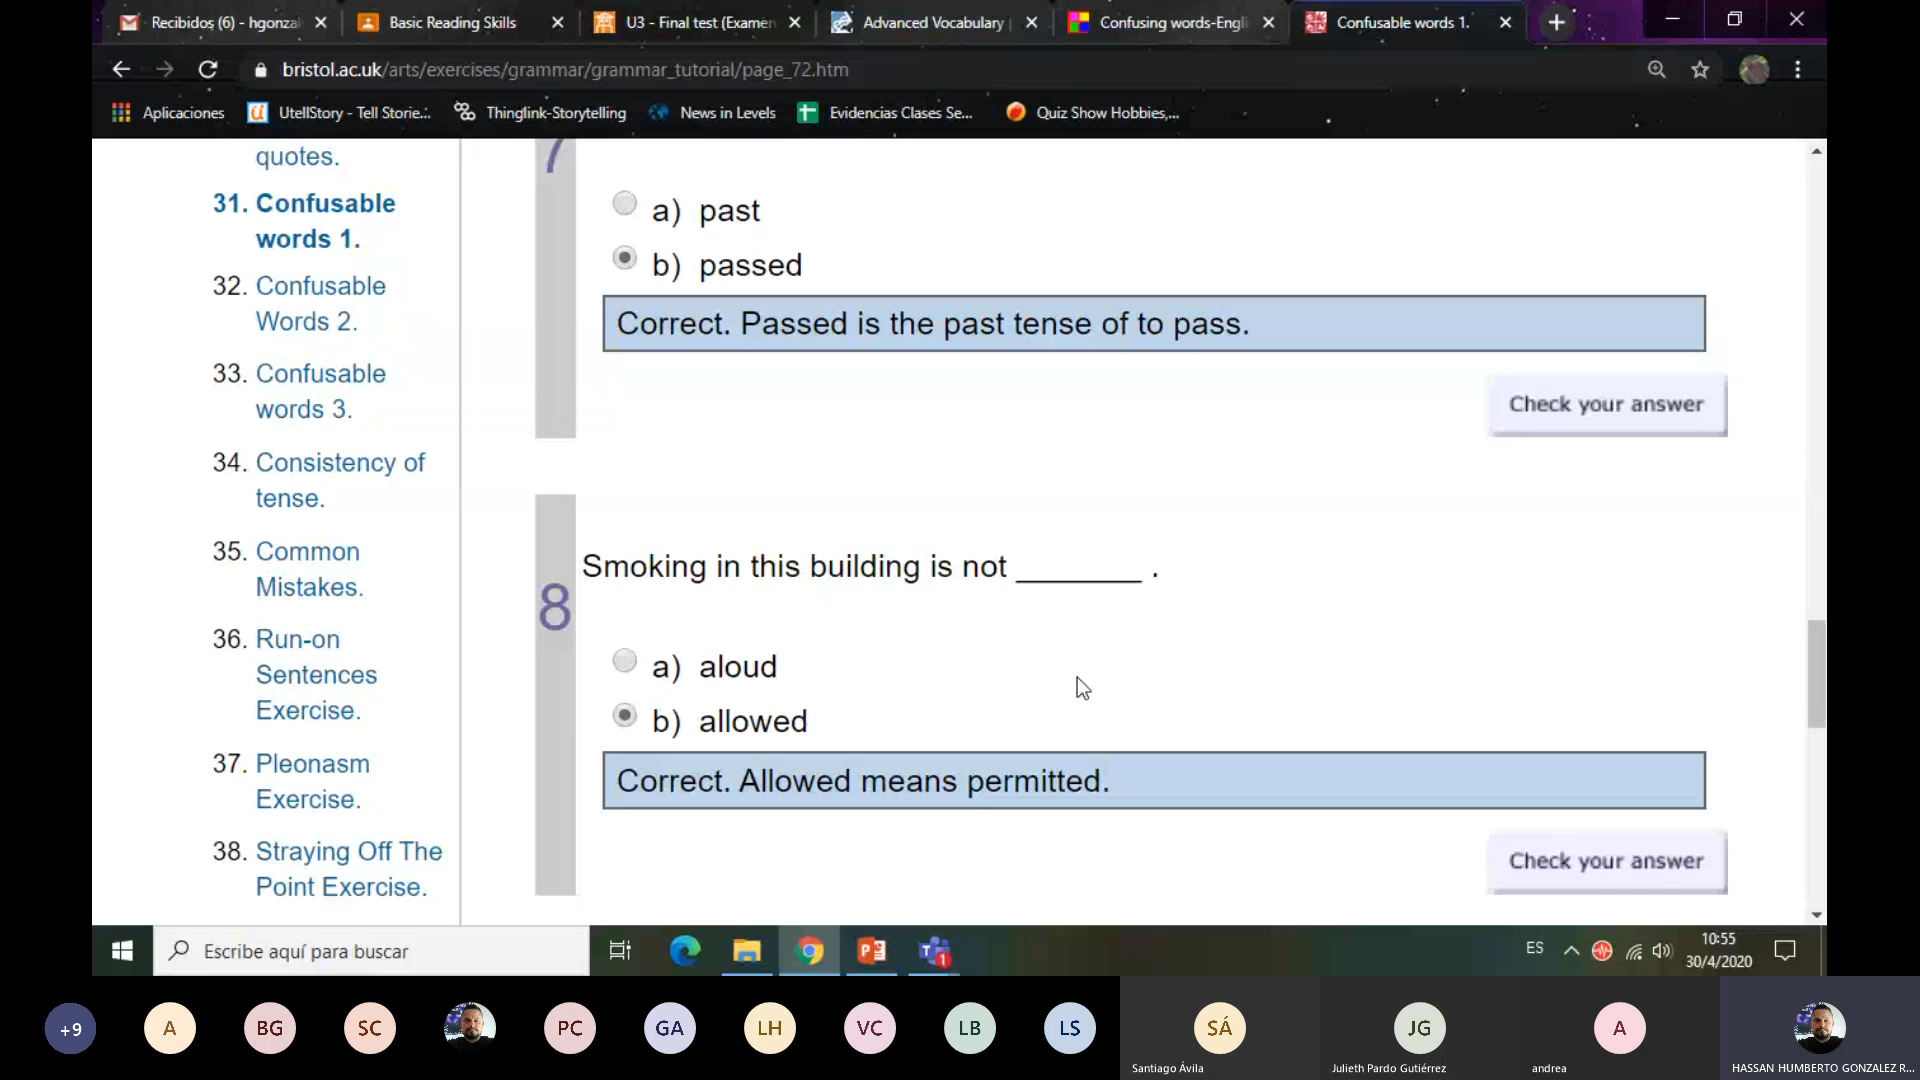 Recibidos (6) - hgonza
Basic Reading Skills
U3 - Final test (Examen
Advanced Vocabulary
Confusing words-Engli
Confusable words 1.
bristol.ac.uk/arts/exercises/grammar/grammar_tutorial/page_72.htm
Aplicaciones
UtellStory - Tell Storie...
Thinglink-Storytelling
News in Levels
Evidencias Clases Se...
Quiz Show Hobbies,...
quotes.
31. Confusable
words 1.
32. Confusable
Words 2.
33. Confusable
words 3.
34. Consistency of
tense.
35. Common
Mistakes.
36. Run-on
Sentences
Exercise.
37. Pleonasm
Exercise.
38. Straying Off The
Point Exercise.
7
a) past
b) passed
Correct. Passed is the past tense of to pass.
Check your answer
8
Smoking in this building is not _______ .
a) aloud
b) allowed
Correct. Allowed means permitted.
Check your answer
Escribe aquí para buscar
1
ES
10:55
30/4/2020
+9
A
BG
SC
PC
GA
LH
VC
LB
LS
SÁ
Santiago Ávila
JG
Julieth Pardo Gutiérrez
A
andrea
HASSAN HUMBERTO GONZALEZ R...